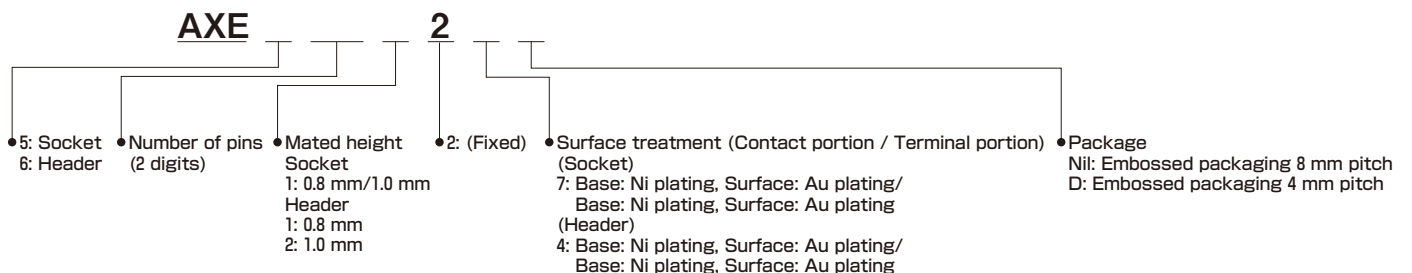 AXE 2
5: Socket
6: Header
Number of pins
(2 digits)
Mated height
Socket
1: 0.8 mm/1.0 mm
Header
1: 0.8 mm
2: 1.0 mm
2: (Fixed)
Surface treatment (Contact portion / Terminal portion)
(Socket)
7: Base: Ni plating, Surface: Au plating/
Base: Ni plating, Surface: Au plating
(Header)
4: Base: Ni plating, Surface: Au plating/
Base: Ni plating, Surface: Au plating
Package
Nil: Embossed packaging 8 mm pitch
D: Embossed packaging 4 mm pitch